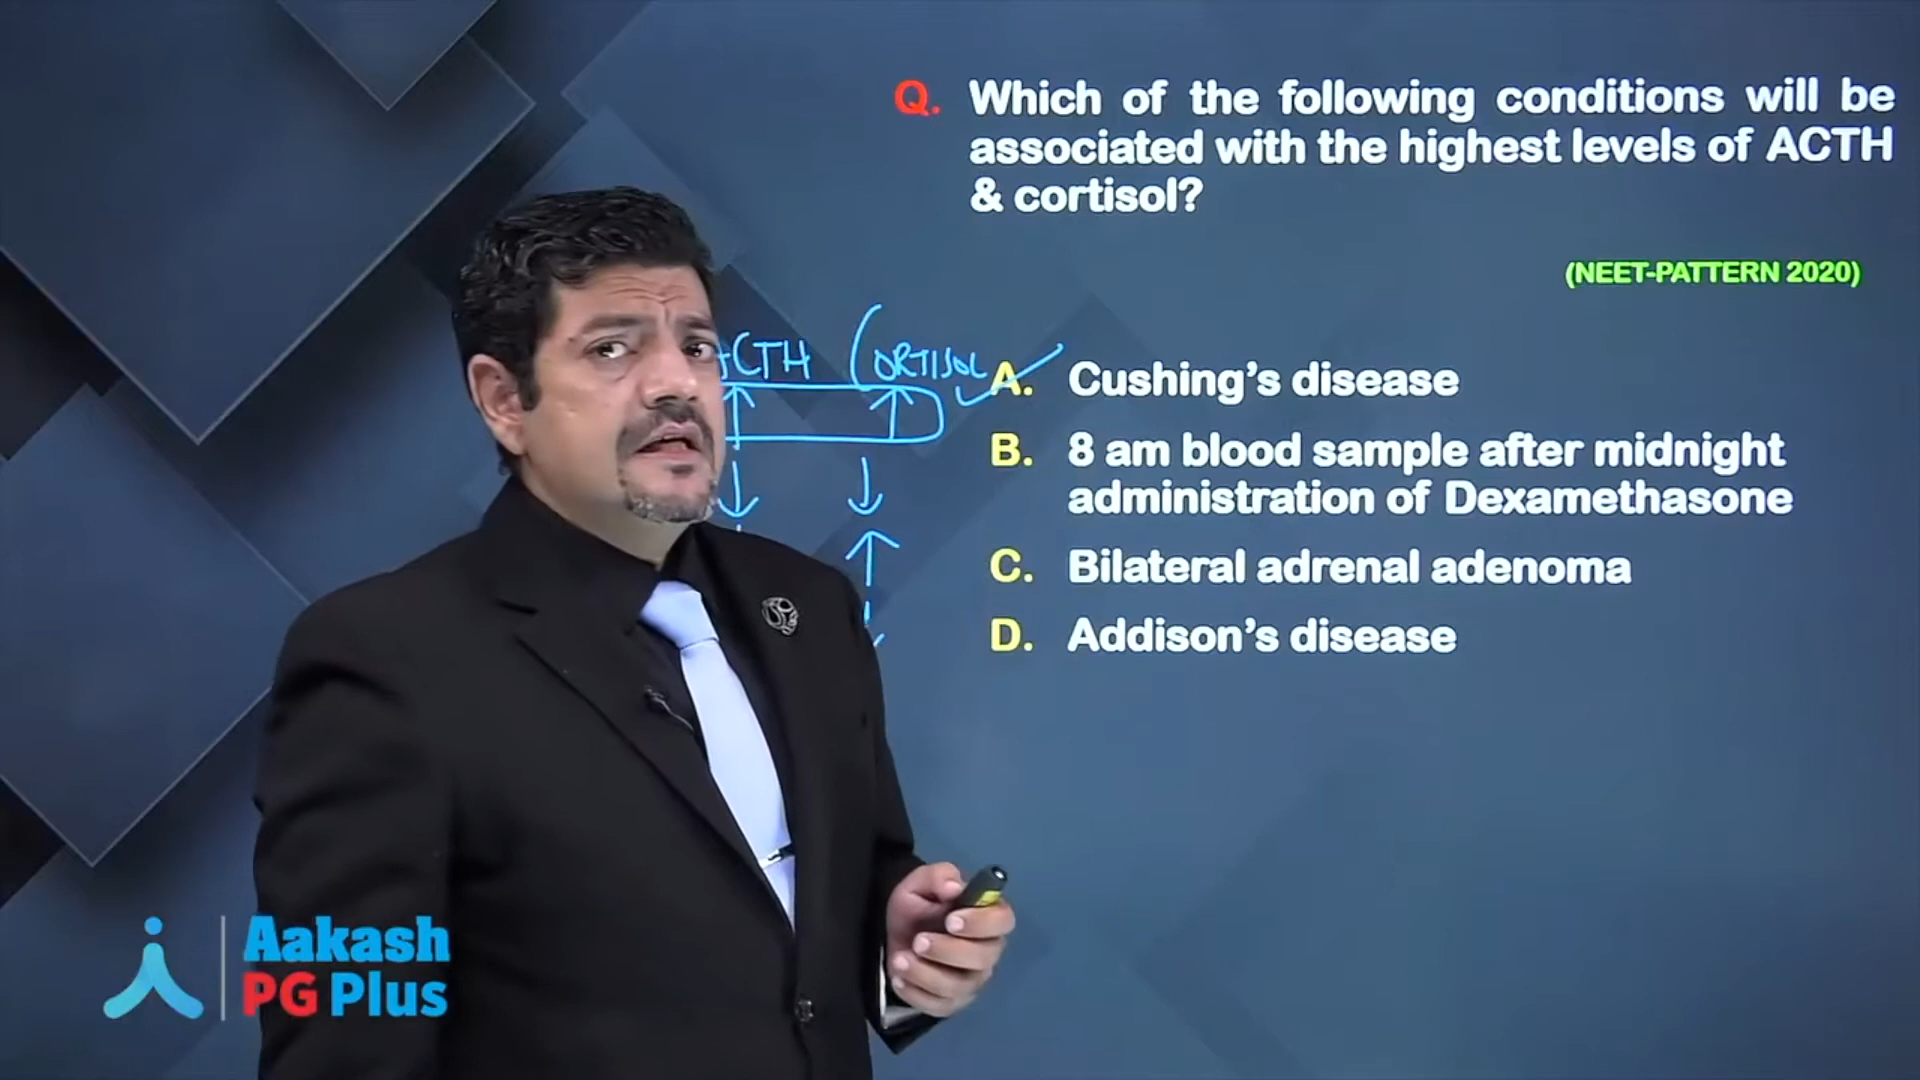 Q. Which of the following conditions will be
associated with the highest levels of ACTH
& cortisol?
(NEET-PATTERN 2020)
ACTH CORTISOL
A. Cushing's disease
B. 8 am blood sample after midnight
administration of Dexamethasone
C. Bilateral adrenal adenoma
D. Addison's disease
Aakash
PG Plus